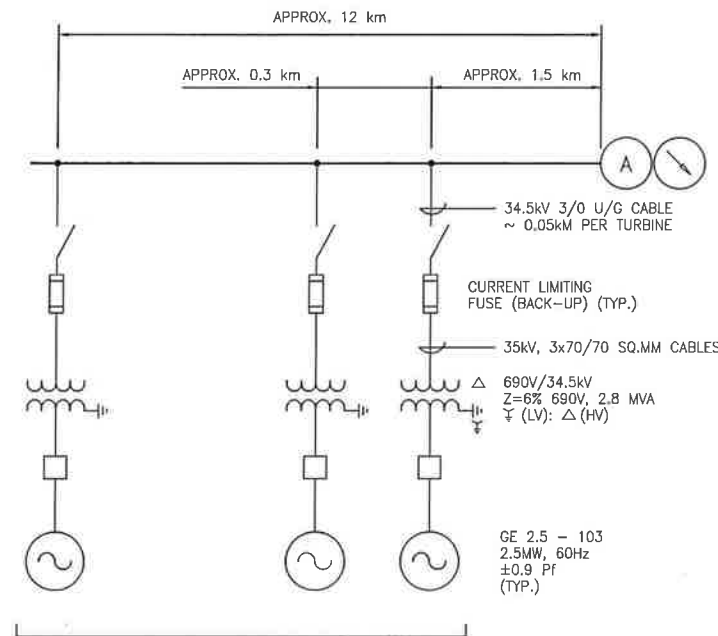 APPROX. 12 km
APPROX. 0.3 km
APPROX. 1.5 km
A
34.5kV 3/0 U/G CABLE
~ 0.05kM PER TURBINE
CURRENT LIMITING
FUSE (BACK-UP) (TYP.)
35kV, 3x70/70 SQ.MM CABLES
△ 690V/34.5kV
Z=6% 690V, 2.8 MVA
(LV): △ (HV)
GE 2.5 - 103
2.5MW, 60Hz
±0.9 Pf
(TYP.)